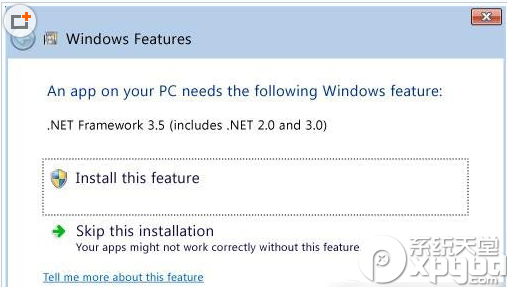 Windows Features
An app on your PC needs the following Windows feature:
.NET Framework 3.5 (includes .NET 2.0 and 3.0)
Install this feature
Skip this installation
Your apps might not work correctly without this feature.
系统天堂
xpgod
Tell me more about this feature